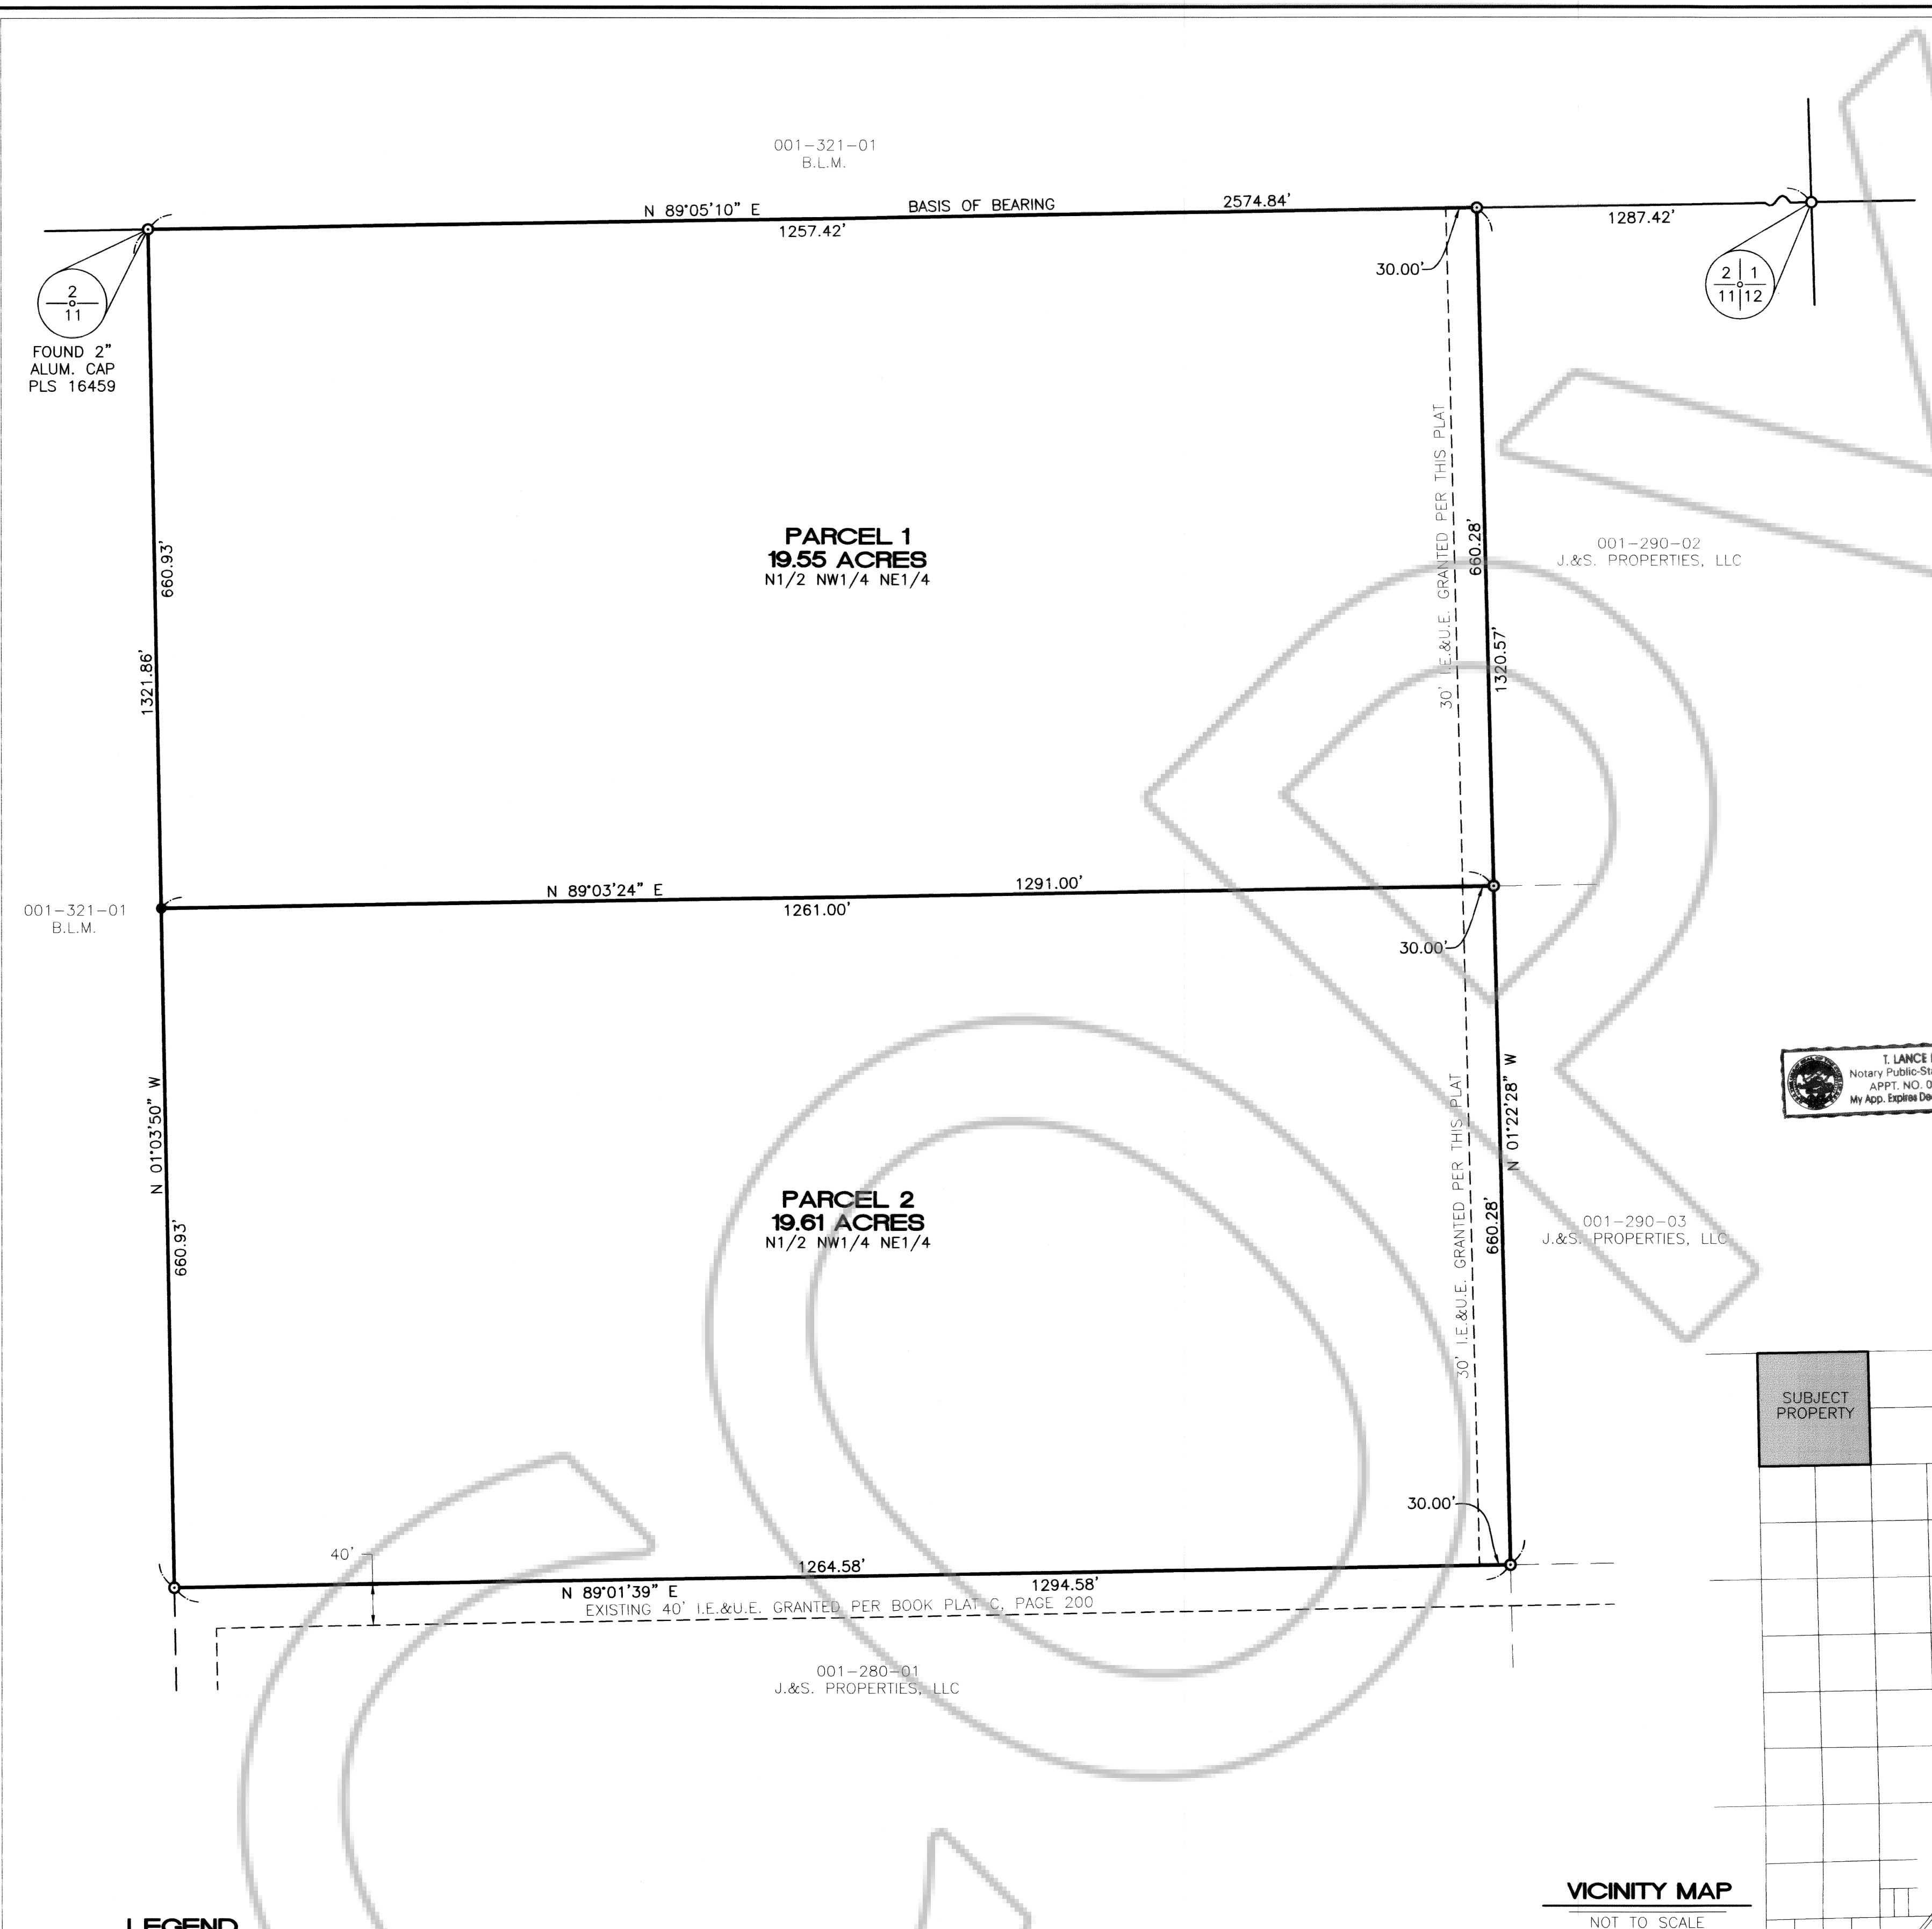 001-321-01
B.L.M.
N 89°05'10" E
BASIS OF BEARING
2574.84'
1257.42'
1287.42'
30.00'
2
11
FOUND 2"
ALUM. CAP
PLS 16459
2 1
11 12
660.93'
1321.86'
PARCEL 1
19.55 ACRES
N1/2 NW1/4 NE1/4
30' I.E.&U.E. GRANTED PER THIS PLAT
660.28'
1320.57'
001-290-02
J.&S. PROPERTIES, LLC
001-321-01
B.L.M.
N 89°03'24" E
1291.00'
1261.00'
30.00'
N 01°03'50" W
660.93'
PARCEL 2
19.61 ACRES
N1/2 NW1/4 NE1/4
30' I.E.&U.E. GRANTED PER THIS PLAT
N 01°22'28" W
660.28'
001-290-03
J.&S. PROPERTIES, LLC
T. LANCE
Notary Public-St
APPT. NO. 0
My App. Expires De
SUBJECT
PROPERTY
30.00'
40'
1264.58'
N 89°01'39" E
1294.58'
EXISTING 40' I.E.&U.E. GRANTED PER BOOK PLAT C, PAGE 200
001-280-01
J.&S. PROPERTIES, LLC
VICINITY MAP
NOT TO SCALE
LEGEND